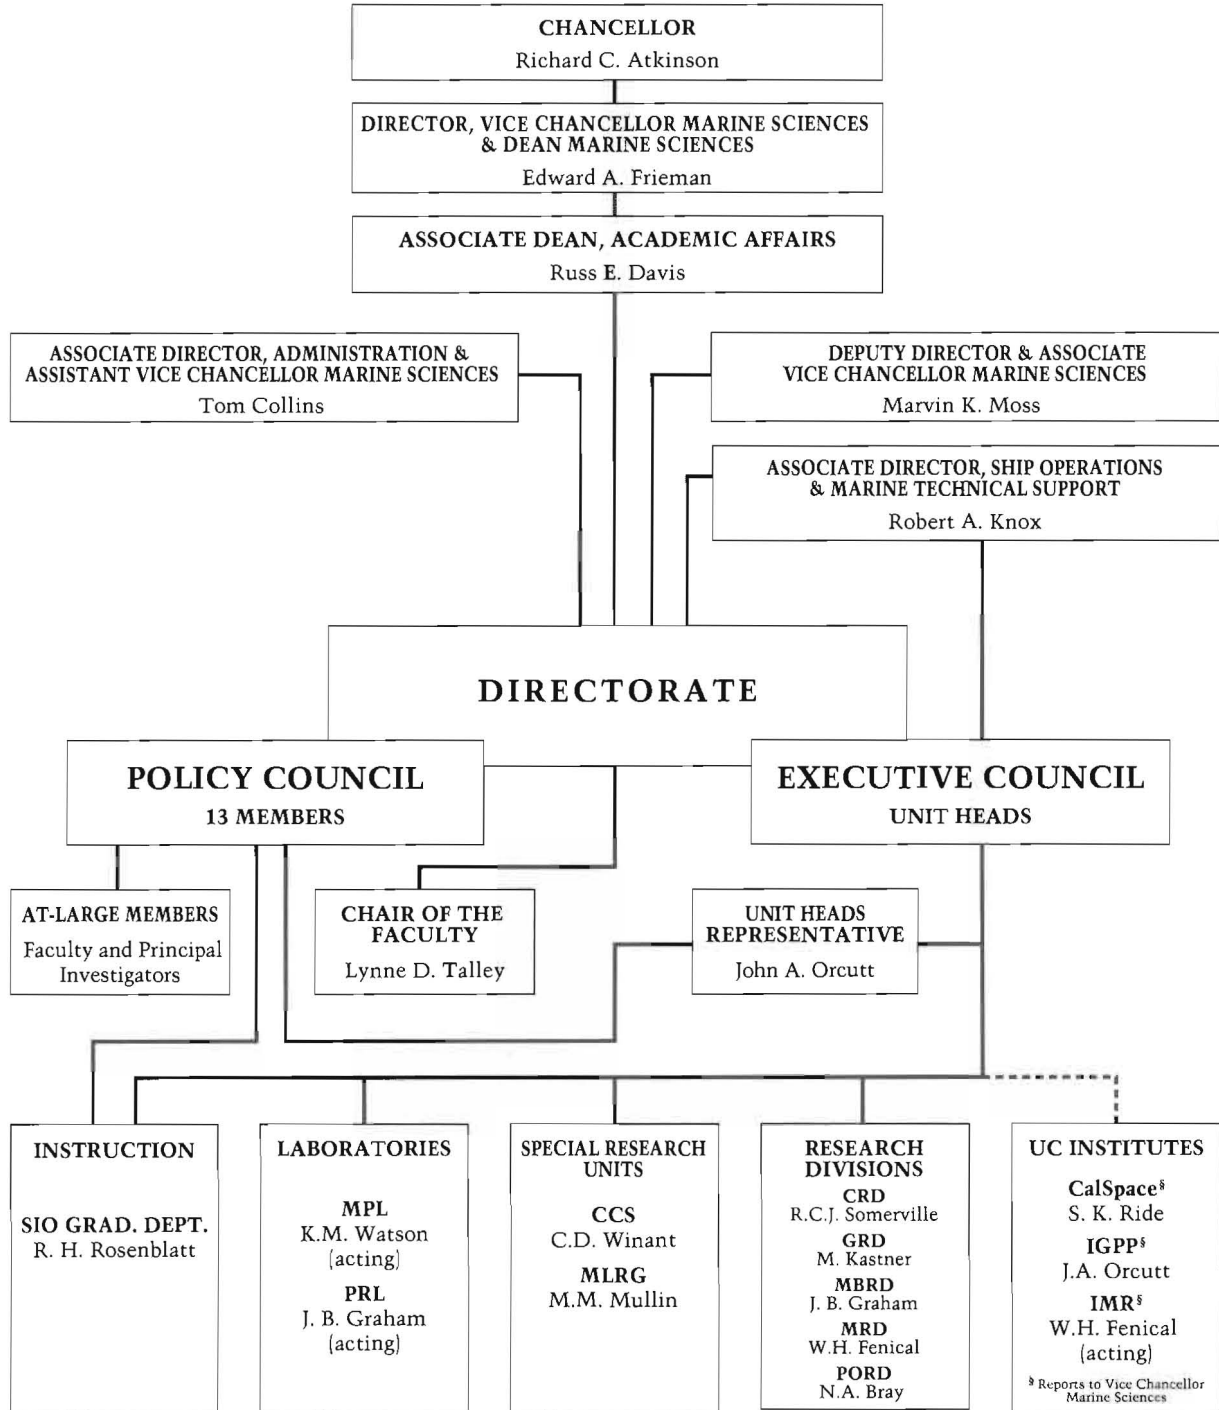 CHANCELLOR
Richard C. Atkinson
DIRECTOR, VICE CHANCELLOR MARINE SCIENCES
& DEAN MARINE SCIENCES
Edward A. Frieman
ASSOCIATE DEAN, ACADEMIC AFFAIRS
Russ E. Davis
ASSOCIATE DIRECTOR, ADMINISTRATION &
ASSISTANT VICE CHANCELLOR MARINE SCIENCES
Tom Collins
DEPUTY DIRECTOR & ASSOCIATE
VICE CHANCELLOR MARINE SCIENCES
Marvin K. Moss
ASSOCIATE DIRECTOR, SHIP OPERATIONS
& MARINE TECHNICAL SUPPORT
Robert A. Knox
DIRECTORATE
POLICY COUNCIL
13 MEMBERS
EXECUTIVE COUNCIL
UNIT HEADS
AT-LARGE MEMBERS
Faculty and Principal
Investigators
CHAIR OF THE
FACULTY
Lynne D. Talley
UNIT HEADS
REPRESENTATIVE
John A. Orcutt
INSTRUCTION
SIO GRAD. DEPT.
R. H. Rosenblatt
LABORATORIES
MPL
K.M. Watson
(acting)
PRL
J. B. Graham
(acting)
SPECIAL RESEARCH
UNITS
CCS
C.D. Winant
MLRG
M.M. Mullin
RESEARCH
DIVISIONS
CRD
R.C.J. Somerville
GRD
M. Kastner
MBRD
J. B. Graham
MRD
W.H. Fenical
PORD
N.A. Bray
UC INSTITUTES
CalSpace§
S. K. Ride
IGPP§
J.A. Orcutt
IMR§
W.H. Fenical
(acting)
§ Reports to Vice Chancellor
Marine Sciences